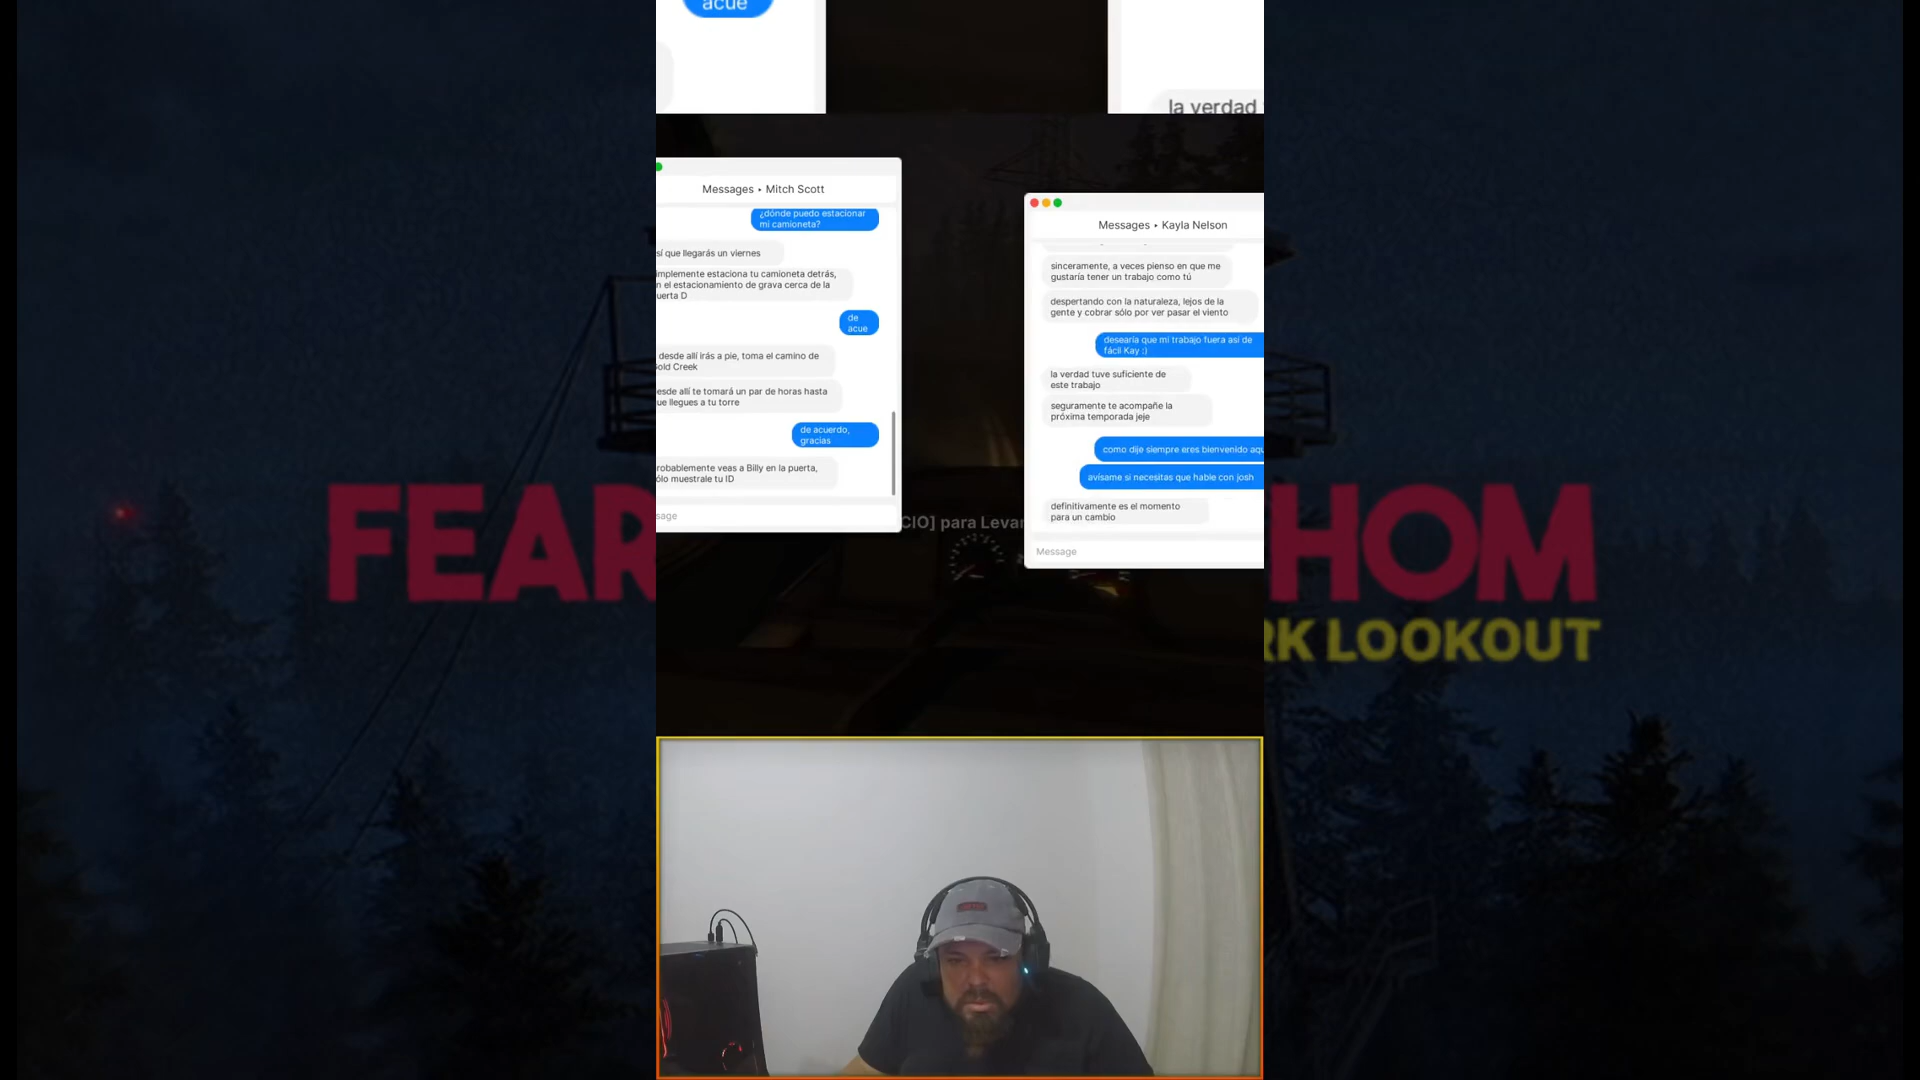 acue
la verdad
Messages ‣ Mitch Scott
¿dónde puedo estacionar
mi camioneta?
sí que llegarás un viernes
implemente estaciona tu camioneta detrás,
n el estacionamiento de grava cerca de la
uerta D
de
acue
desde allí irás a pie, toma el camino de
old Creek
esde allí te tomará un par de horas hasta
ue llegues a tu torre
de acuerdo,
gracias
robablemente veas a Billy en la puerta,
ólo muestrale tu ID
sage
Messages ‣ Kayla Nelson
sinceramente, a veces pienso en que me
gustaría tener un trabajo como tú
despertando con la naturaleza, lejos de la
gente y cobrar sólo por ver pasar el viento
desearía que mi trabajo fuera así de
fácil Kay :)
la verdad tuve suficiente de
este trabajo
seguramente te acompañe la
próxima temporada jeje
como dije siempre eres bienvenido aqu
avísame si necesitas que hable con josh
definitivamente es el momento
para un cambio
Message
CIO] para Levan
FEAR
HOM
RK LOOKOUT